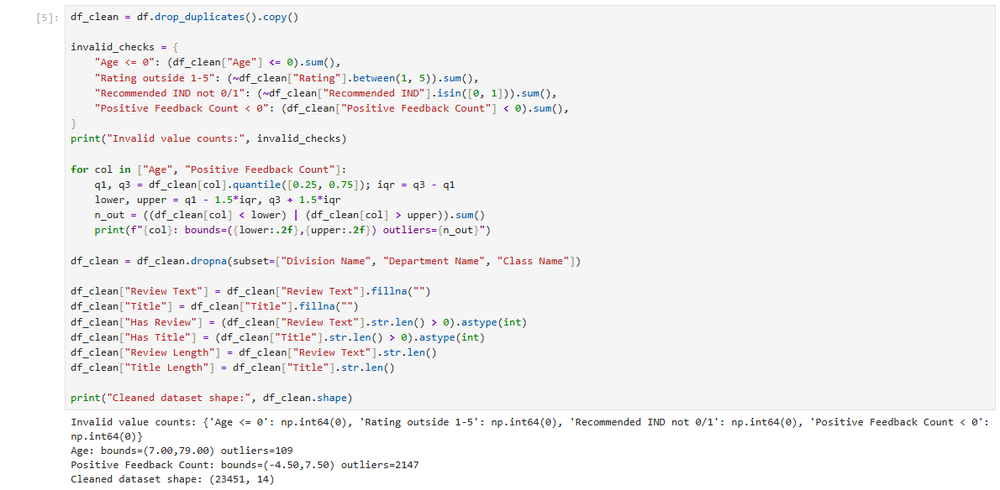 [5]: df_clean = df.drop_duplicates().copy()

invalid_checks = {
    "Age <= 0": (df_clean["Age"] <= 0).sum(),
    "Rating outside 1-5": (~df_clean["Rating"].between(1, 5)).sum(),
    "Recommended IND not 0/1": (~df_clean["Recommended IND"].isin([0, 1])).sum(),
    "Positive Feedback Count < 0": (df_clean["Positive Feedback Count"] < 0).sum(),
}
print("Invalid value counts:", invalid_checks)

for col in ["Age", "Positive Feedback Count"]:
    q1, q3 = df_clean[col].quantile([0.25, 0.75]); iqr = q3 - q1
    lower, upper = q1 - 1.5*iqr, q3 + 1.5*iqr
    n_out = ((df_clean[col] < lower) | (df_clean[col] > upper)).sum()
    print(f"{col}: bounds=({lower:.2f},{upper:.2f}) outliers={n_out}")

df_clean = df_clean.dropna(subset=["Division Name", "Department Name", "Class Name"])

df_clean["Review Text"] = df_clean["Review Text"].fillna("")
df_clean["Title"] = df_clean["Title"].fillna("")
df_clean["Has Review"] = (df_clean["Review Text"].str.len() > 0).astype(int)
df_clean["Has Title"] = (df_clean["Title"].str.len() > 0).astype(int)
df_clean["Review Length"] = df_clean["Review Text"].str.len()
df_clean["Title Length"] = df_clean["Title"].str.len()

print("Cleaned dataset shape:", df_clean.shape)
Invalid value counts: {'Age <= 0': np.int64(0), 'Rating outside 1-5': np.int64(0), 'Recommended IND not 0/1': np.int64(0), 'Positive Feedback Count < 0':
np.int64(0)}
Age: bounds=(7.00,79.00) outliers=109
Positive Feedback Count: bounds=(-4.50,7.50) outliers=2147
Cleaned dataset shape: (23451, 14)